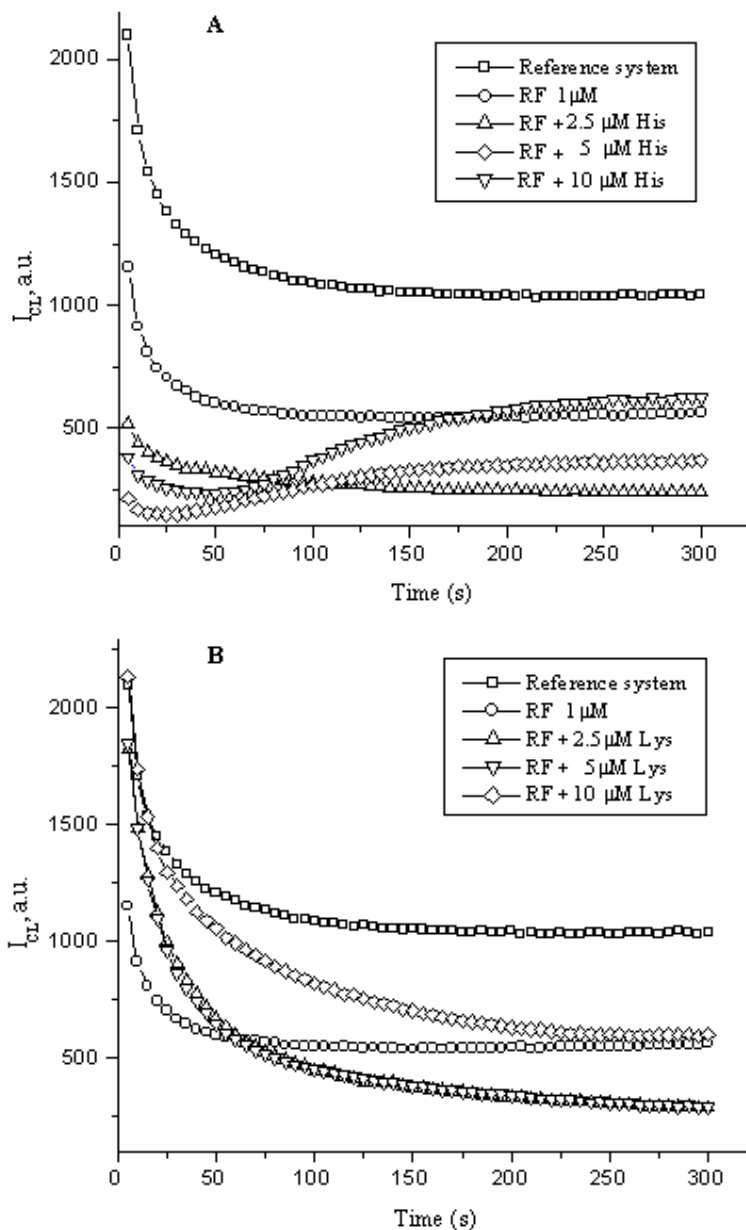 A
2000
1500
1000
500
I_CL, a.u.
Reference system
RF 1μM
RF + 2.5 μM His
RF + 5 μM His
RF + 10 μM His
0 50 100 150 200 250 300
Time (s)
B
2000
1500
1000
500
I_CL, a.u.
Reference system
RF 1μM
RF + 2.5 μM Lys
RF + 5μM Lys
RF + 10 μM Lys
0 50 100 150 200 250 300
Time (s)